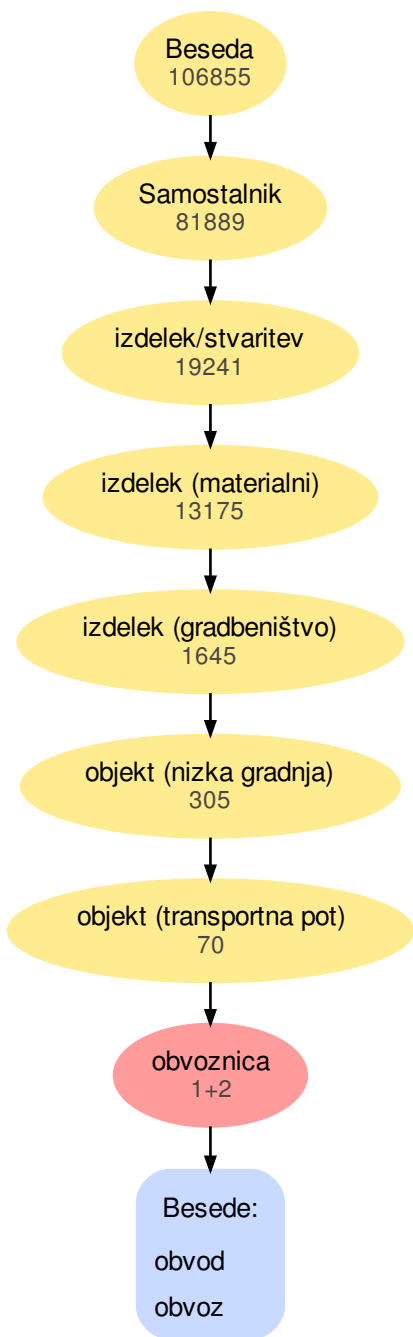 Beseda
106855
Samostalnik
81889
izdelek/stvaritev
19241
izdelek (materialni)
13175
izdelek (gradbeništvo)
1645
objekt (nizka gradnja)
305
objekt (transportna pot)
70
obvoznica
1+2
Besede:
obvod
obvoz